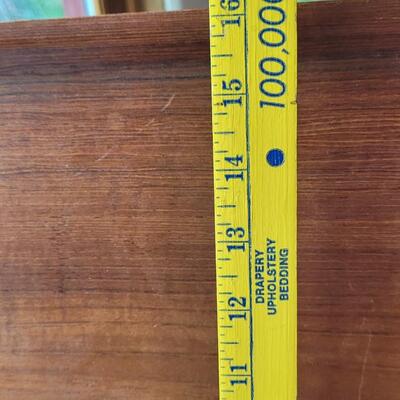 16
15
14
13
12
11
100,000
DRAPERY
UPHOLSTERY
BEDDING